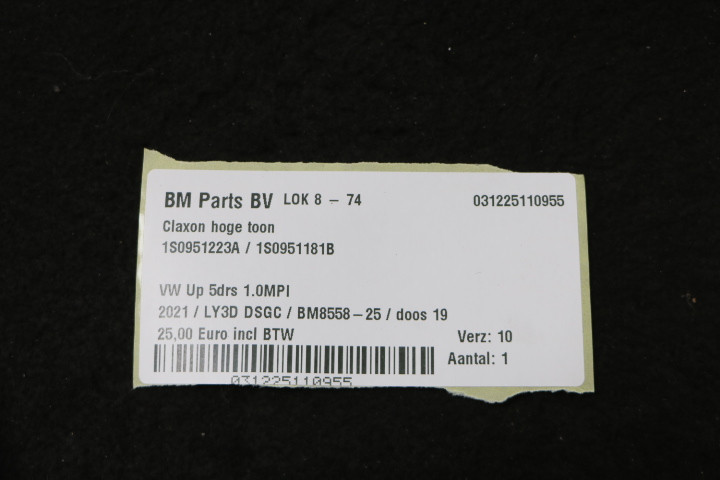 BM Parts BV LOK 8 - 74 031225110955
Claxon hoge toon
1S0951223A / 1S0951181B
VW Up 5drs 1.0MPI
2021 / LY3D DSGC / BM8558-25 / doos 19
25,00 Euro incl BTW Verz: 10
Aantal: 1
031225110955